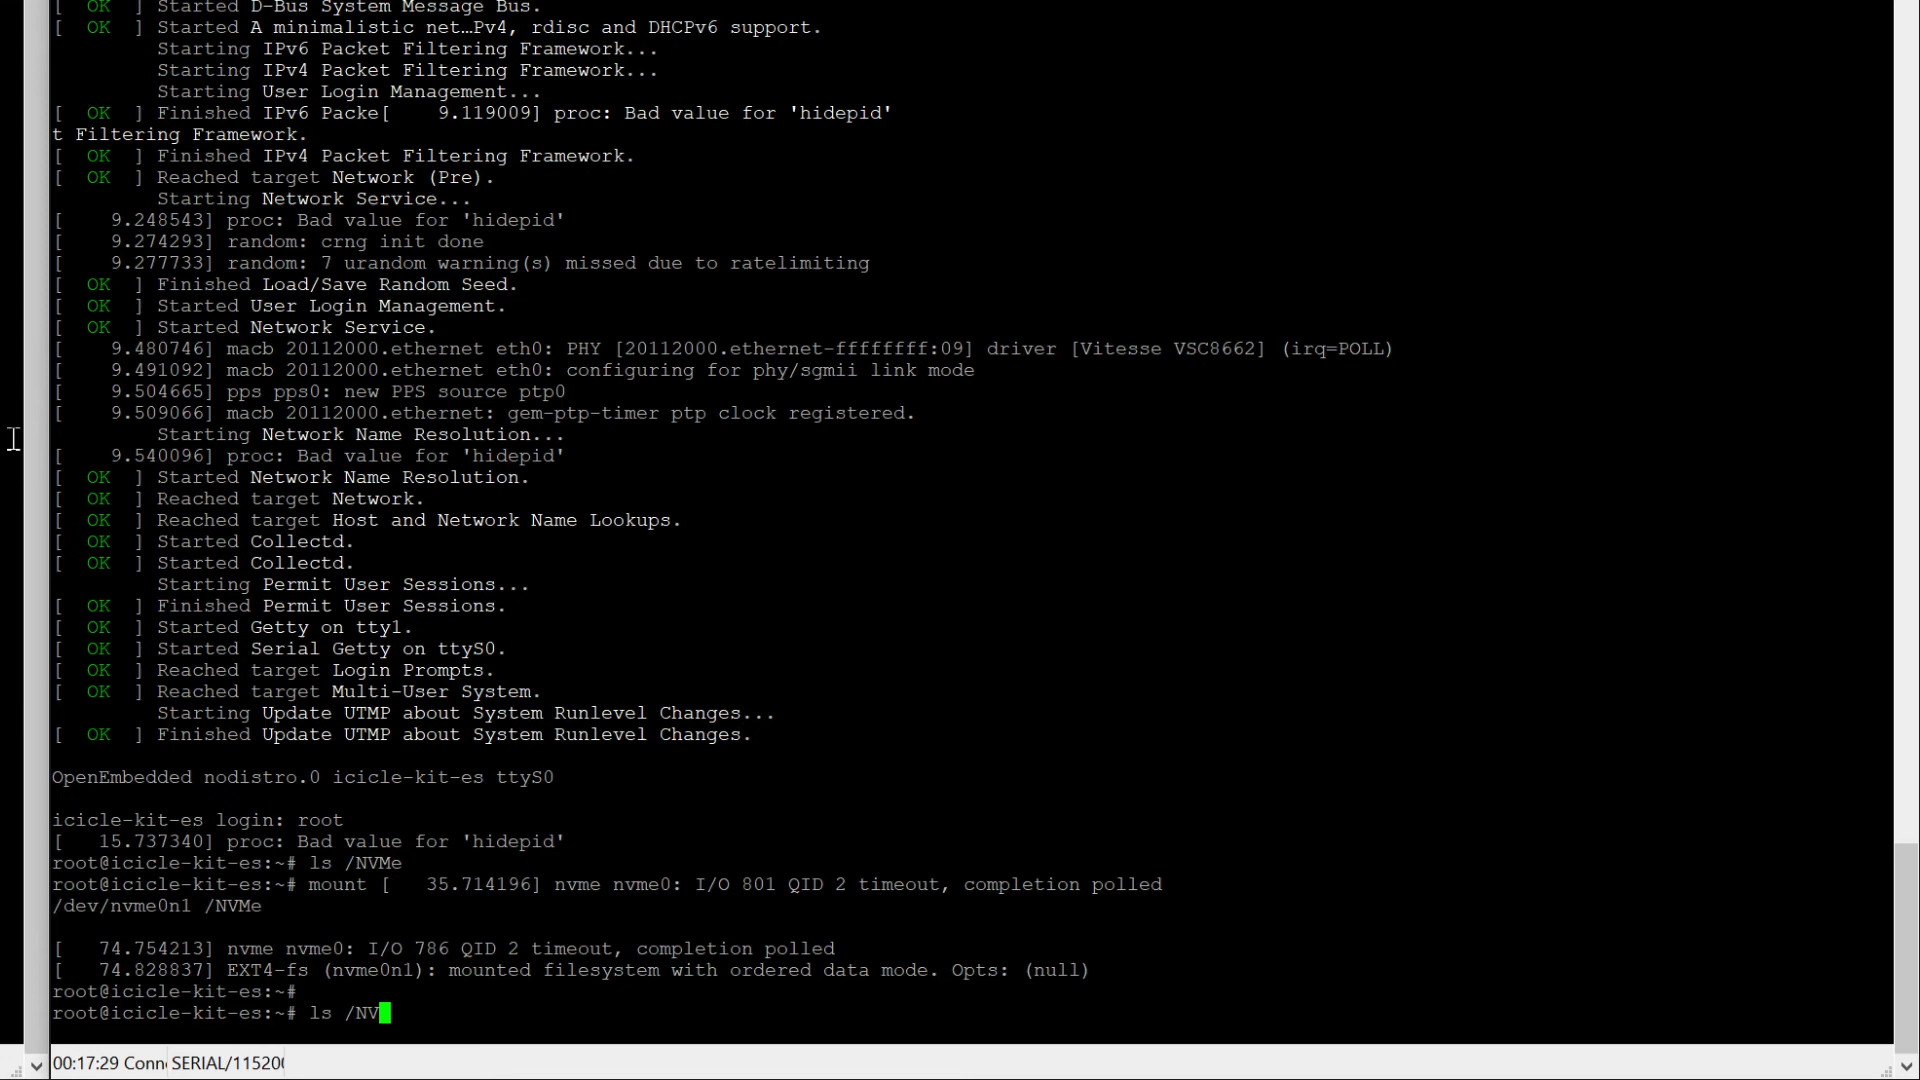 [  OK  ] Started D-Bus System Message Bus.
[  OK  ] Started A minimalistic net…Pv4, rdisc and DHCPv6 support.
         Starting IPv6 Packet Filtering Framework...
         Starting IPv4 Packet Filtering Framework...
         Starting User Login Management...
[  OK  ] Finished IPv6 Packe[    9.119009] proc: Bad value for 'hidepid'
t Filtering Framework.
[  OK  ] Finished IPv4 Packet Filtering Framework.
[  OK  ] Reached target Network (Pre).
         Starting Network Service...
[    9.248543] proc: Bad value for 'hidepid'
[    9.274293] random: crng init done
[    9.277733] random: 7 urandom warning(s) missed due to ratelimiting
[  OK  ] Finished Load/Save Random Seed.
[  OK  ] Started User Login Management.
[  OK  ] Started Network Service.
[    9.480746] macb 20112000.ethernet eth0: PHY [20112000.ethernet-ffffffff:09] driver [Vitesse VSC8662] (irq=POLL)
[    9.491092] macb 20112000.ethernet eth0: configuring for phy/sgmii link mode
[    9.504665] pps pps0: new PPS source ptp0
[    9.509066] macb 20112000.ethernet: gem-ptp-timer ptp clock registered.
         Starting Network Name Resolution...
[    9.540096] proc: Bad value for 'hidepid'
[  OK  ] Started Network Name Resolution.
[  OK  ] Reached target Network.
[  OK  ] Reached target Host and Network Name Lookups.
[  OK  ] Started Collectd.
[  OK  ] Started Collectd.
         Starting Permit User Sessions...
[  OK  ] Finished Permit User Sessions.
[  OK  ] Started Getty on tty1.
[  OK  ] Started Serial Getty on ttyS0.
[  OK  ] Reached target Login Prompts.
[  OK  ] Reached target Multi-User System.
         Starting Update UTMP about System Runlevel Changes...
[  OK  ] Finished Update UTMP about System Runlevel Changes.
OpenEmbedded nodistro.0 icicle-kit-es ttyS0
icicle-kit-es login: root
[   15.737340] proc: Bad value for 'hidepid'
root@icicle-kit-es:~# ls /NVMe
root@icicle-kit-es:~# mount [   35.714196] nvme nvme0: I/O 801 QID 2 timeout, completion polled
/dev/nvme0n1 /NVMe
[   74.754213] nvme nvme0: I/O 786 QID 2 timeout, completion polled
[   74.828837] EXT4-fs (nvme0n1): mounted filesystem with ordered data mode. Opts: (null)
root@icicle-kit-es:~#
root@icicle-kit-es:~# ls /NV
00:17:29 Conn SERIAL/11520